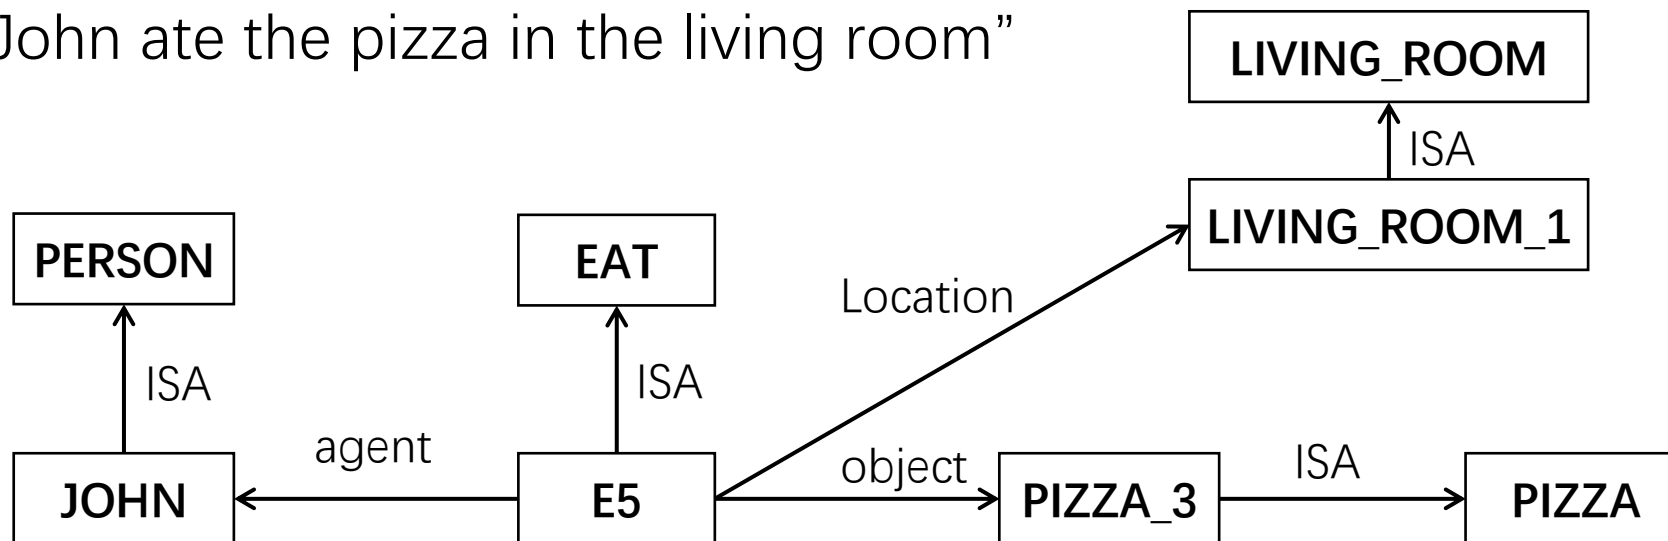 John ate the pizza in the living room”
LIVING_ROOM
ISA
LIVING_ROOM_1
PERSON
EAT
Location
ISA
ISA
agent
object
ISA
JOHN
E5
PIZZA_3
PIZZA